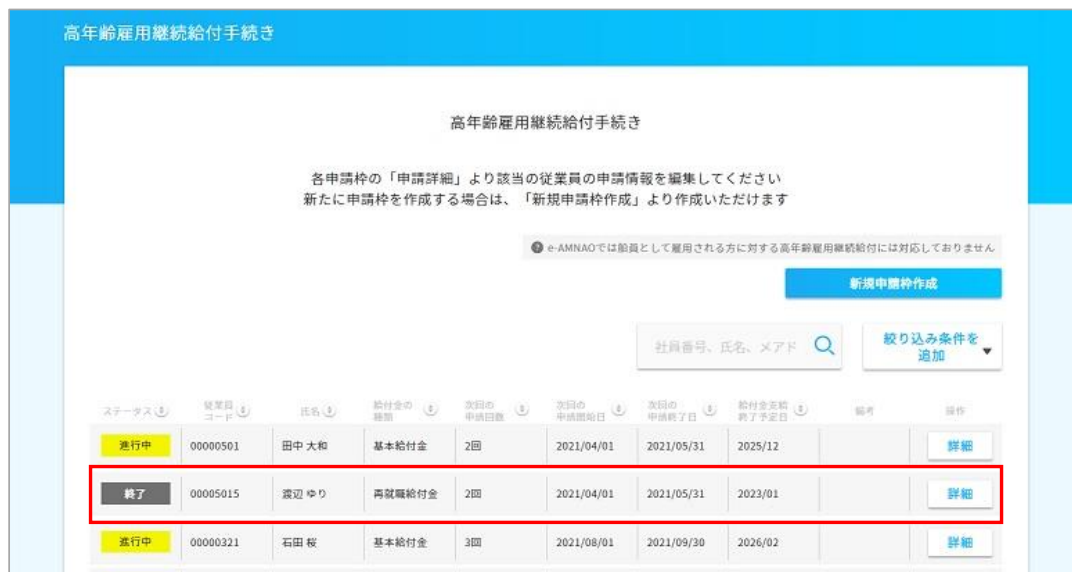 高年齢雇用継続給付手続き
高年齢雇用継続給付手続き
各申請枠の「申請詳細」より該当の従業員の申請情報を編集してください
新たに申請枠を作成する場合は、「新規申請枠作成」より作成いただけます
? e-AMNAOでは船員として雇用される方に対する高年齢雇用継続給付には対応しておりません
新規申請枠作成
社員番号、氏名、メアド
絞り込み条件を
追加
ステータス 従業員コード 氏名 給付金の種類 次回の申請回数 次回の申請開始日 次回の申請終了日 給付金支給終了予定日 備考 操作
進行中 00000501 田中 大和 基本給付金 2回 2021/04/01 2021/05/31 2025/12 詳細
終了 00005015 渡辺 ゆり 再就職給付金 2回 2021/04/01 2021/05/31 2023/01 詳細
進行中 00000321 石田 桜 基本給付金 3回 2021/08/01 2021/09/30 2026/02 詳細